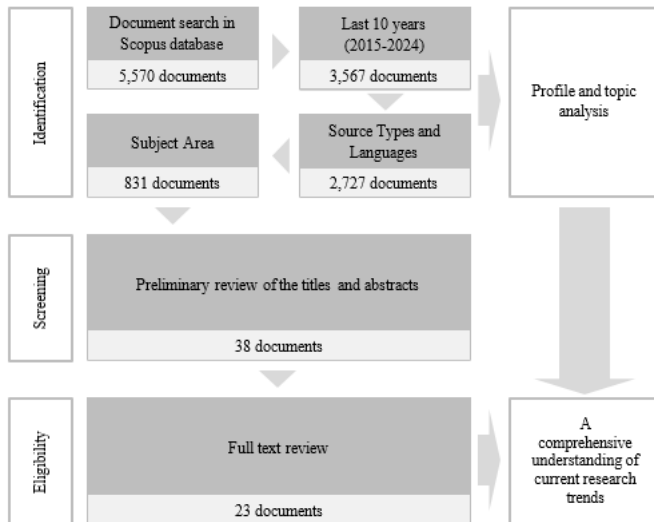 Identification
Document search in
Scopus database
5,570 documents
Last 10 years
(2015-2024)
3,567 documents
Profile and topic
analysis
Subject Area
831 documents
Source Types and
Languages
2,727 documents
Screening
Preliminary review of the titles and abstracts
38 documents
Eligibility
Full text review
23 documents
A
comprehensive
understanding of
current research
trends